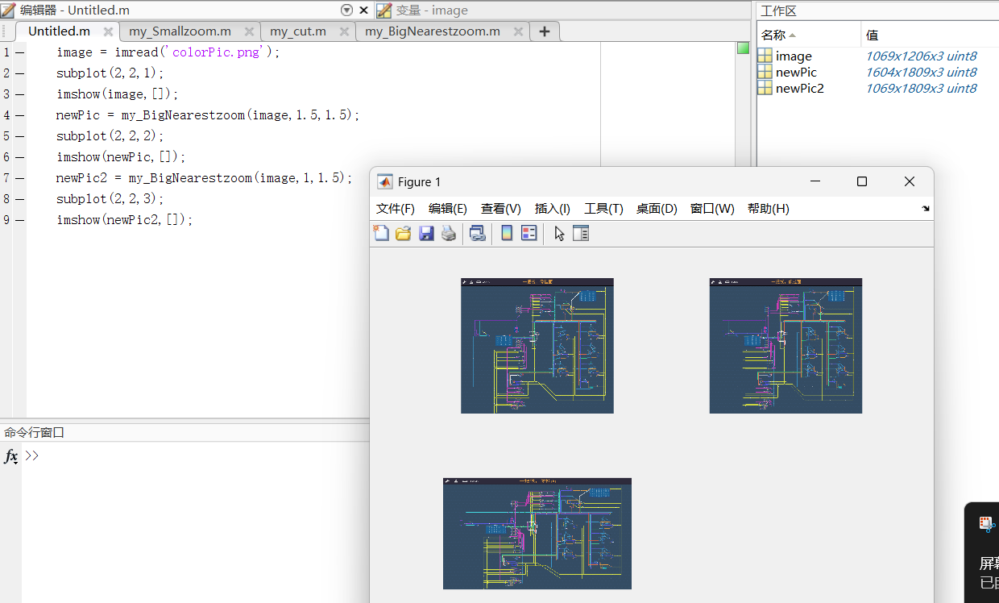 编辑器 - Untitled.m
变量 - image
工作区
Untitled.m
my_Smallzoom.m
my_cut.m
my_BigNearestzoom.m
名称
值
image 1069x1206x3 uint8
newPic 1604x1809x3 uint8
newPic2 1069x1809x3 uint8
1 image = imread('colorPic.png');
2 subplot(2,2,1);
3 imshow(image,[]);
4 newPic = my_BigNearestzoom(image,1.5,1.5);
5 subplot(2,2,2);
6 imshow(newPic,[]);
7 newPic2 = my_BigNearestzoom(image,1,1.5);
8 subplot(2,2,3);
9 imshow(newPic2,[]);
Figure 1
文件(F) 编辑(E) 查看(V) 插入(I) 工具(T) 桌面(D) 窗口(W) 帮助(H)
命令行窗口
fx >>
屏幕
已